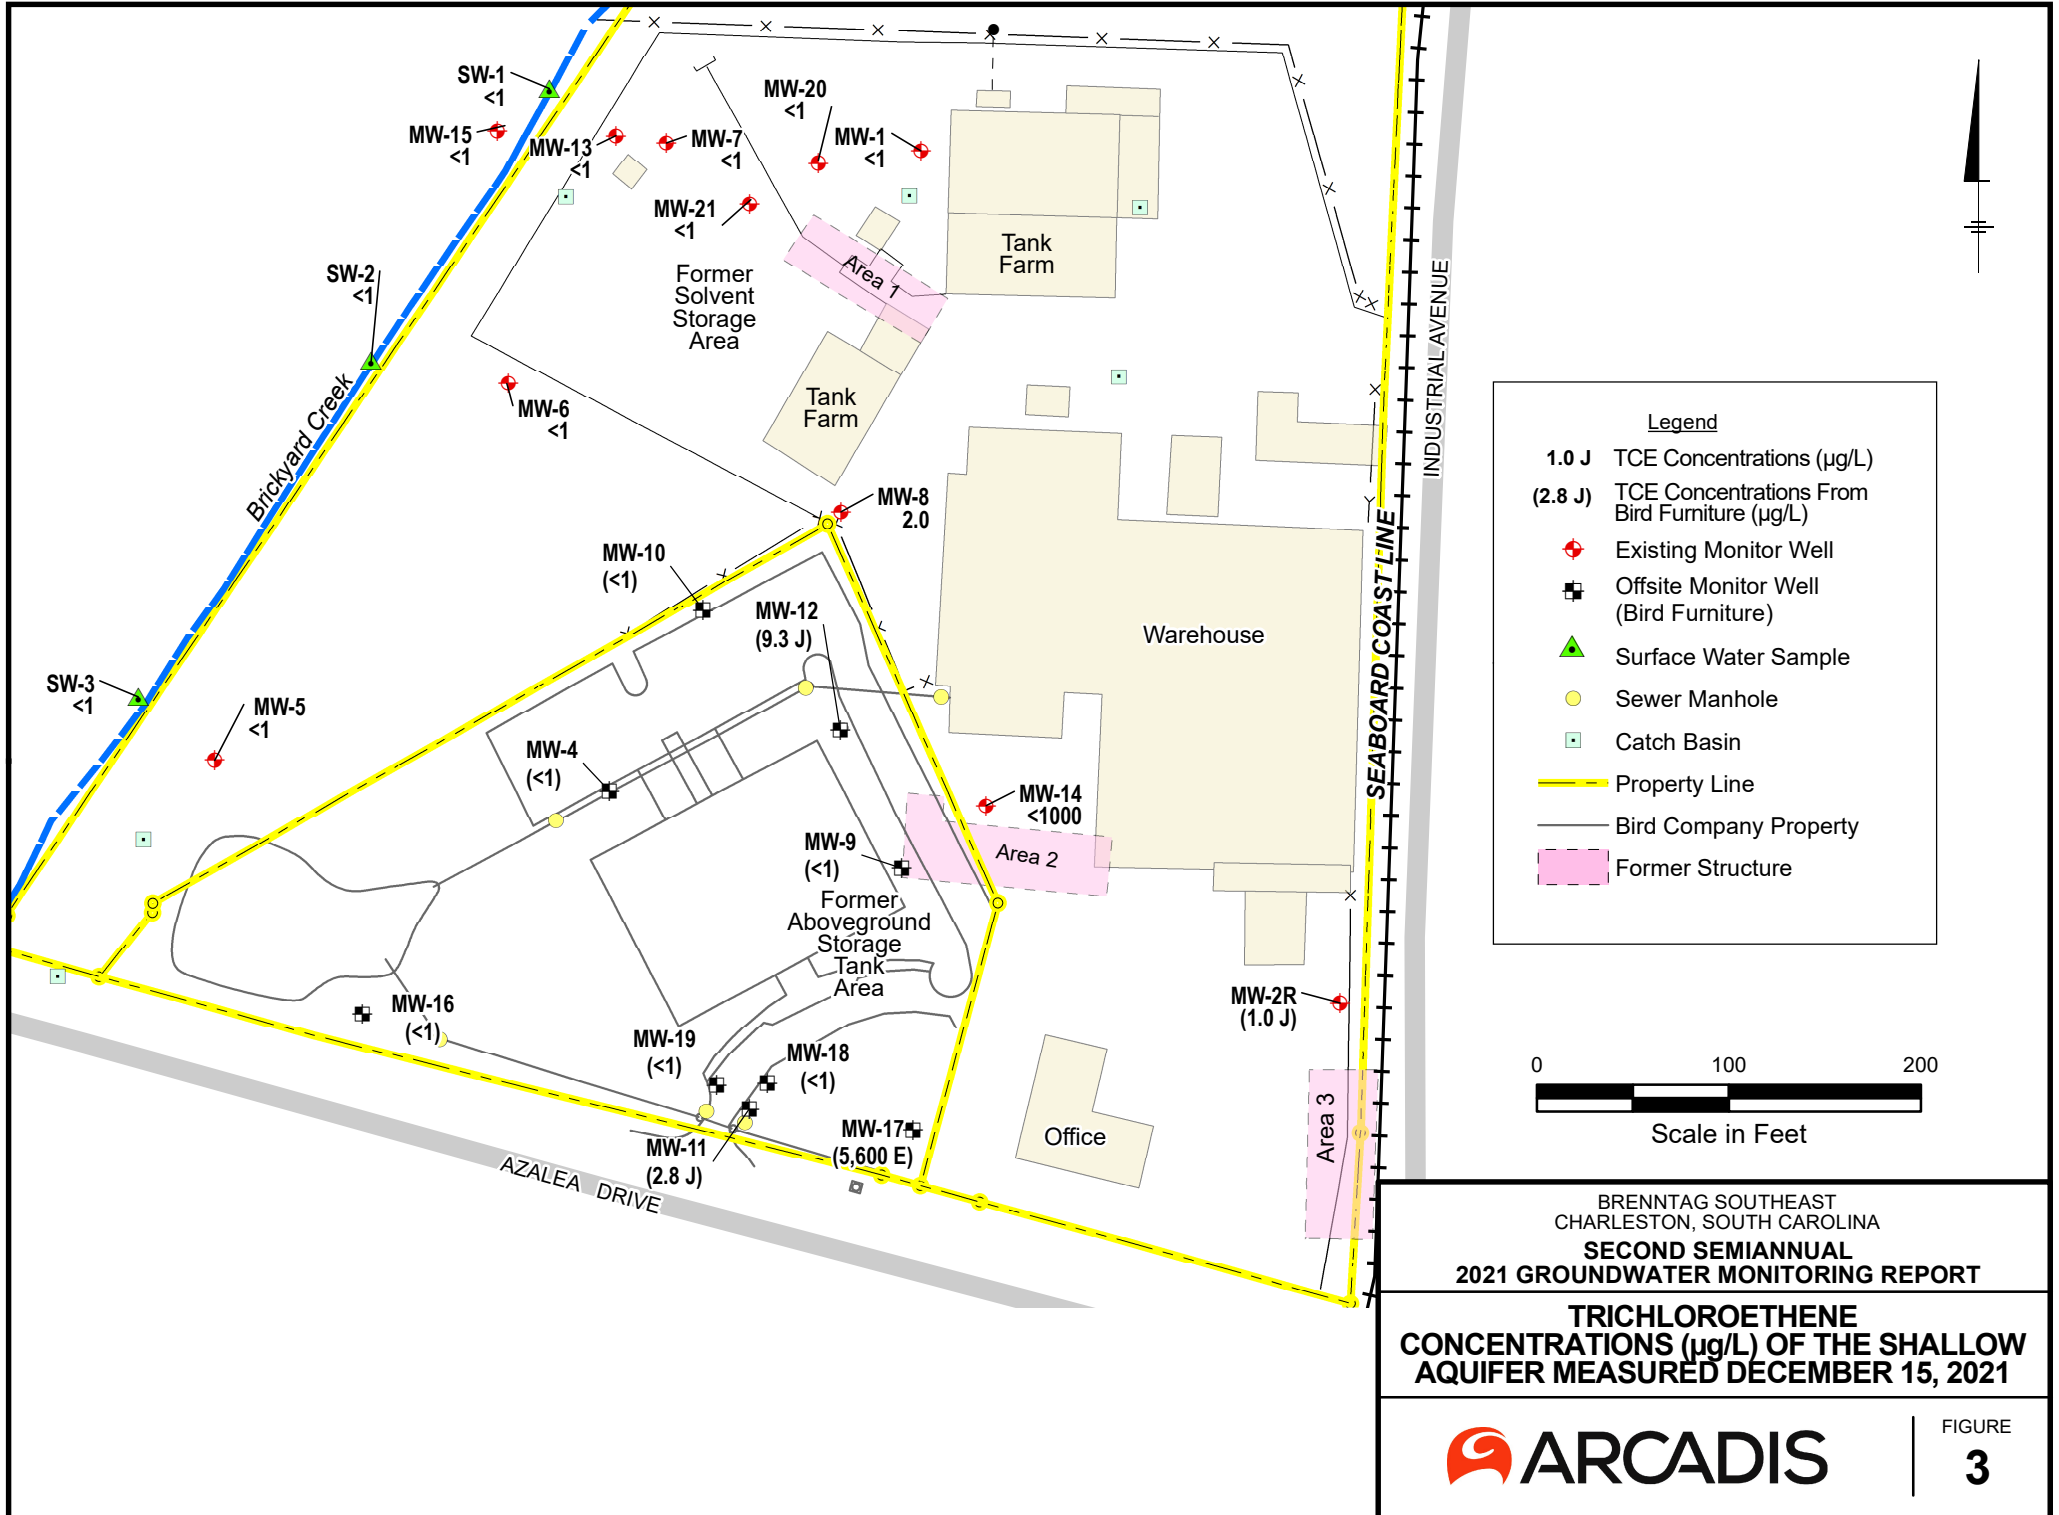 SW-1
<1
MW-15
<1
MW-13
<1
MW-7
<1
MW-20
<1
MW-1
<1
MW-21
<1
Former
Solvent
Storage
Area
Area 1
Tank
Farm
SW-2
<1
Brickyard Creek
MW-6
<1
Tank
Farm
MW-8
2.0
MW-10
(<1)
MW-12
(9.3 J)
Warehouse
SW-3
<1
MW-5
<1
MW-4
(<1)
MW-14
<1000
MW-9
(<1)
Area 2
Former
Aboveground
Storage
Tank
Area
MW-16
(<1)
MW-19
(<1)
MW-18
(<1)
MW-11
(2.8 J)
MW-17
(5,600 E)
MW-2R
(1.0 J)
Office
Area 3
AZALEA DRIVE
INDUSTRIAL AVENUE
SEABOARD COAST LINE
Legend
1.0 J TCE Concentrations (µg/L)
(2.8 J) TCE Concentrations From
Bird Furniture (µg/L)
Existing Monitor Well
Offsite Monitor Well
(Bird Furniture)
Surface Water Sample
Sewer Manhole
Catch Basin
Property Line
Bird Company Property
Former Structure
0 100 200
Scale in Feet
BRENNTAG SOUTHEAST
CHARLESTON, SOUTH CAROLINA
SECOND SEMIANNUAL
2021 GROUNDWATER MONITORING REPORT
TRICHLOROETHENE
CONCENTRATIONS (µg/L) OF THE SHALLOW
AQUIFER MEASURED DECEMBER 15, 2021
ARCADIS
FIGURE
3